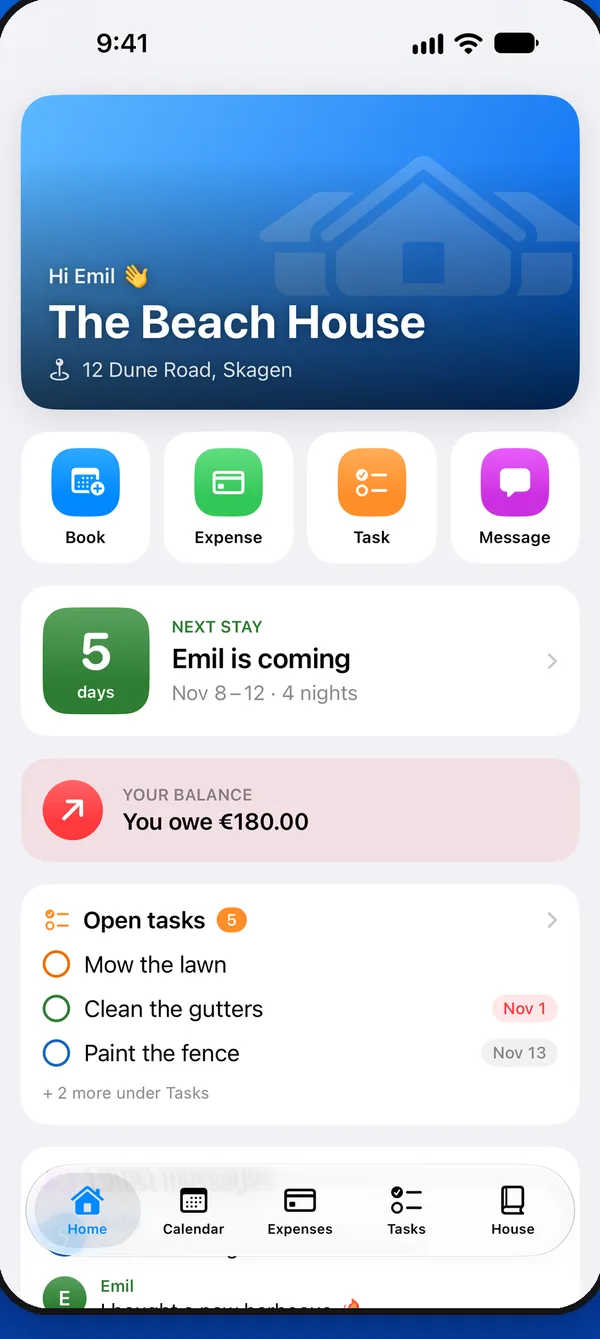 9:41
Hi Emil 👋
The Beach House
12 Dune Road, Skagen
Book
Expense
Task
Message
5
days
NEXT STAY
Emil is coming
Nov 8–12 · 4 nights
YOUR BALANCE
You owe €180.00
Open tasks 5
Mow the lawn
Clean the gutters Nov 1
Paint the fence Nov 13
+ 2 more under Tasks
Home
Calendar
Expenses
Tasks
House
E
Emil
I bought a new barbecue 🔥